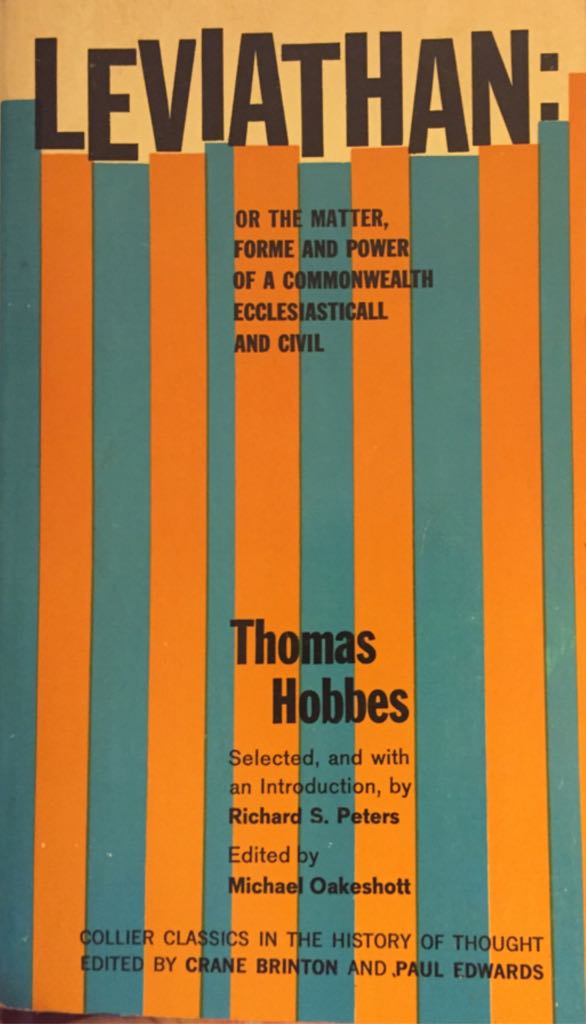 LEVIATHAN:
OR THE MATTER,
FORME AND POWER
OF A COMMONWEALTH
ECCLESIASTICALL
AND CIVIL
Thomas
Hobbes
Selected, and with
an Introduction, by
Richard S. Peters
Edited by
Michael Oakeshott
COLLIER CLASSICS IN THE HISTORY OF THOUGHT
EDITED BY CRANE BRINTON AND PAUL EDWARDS